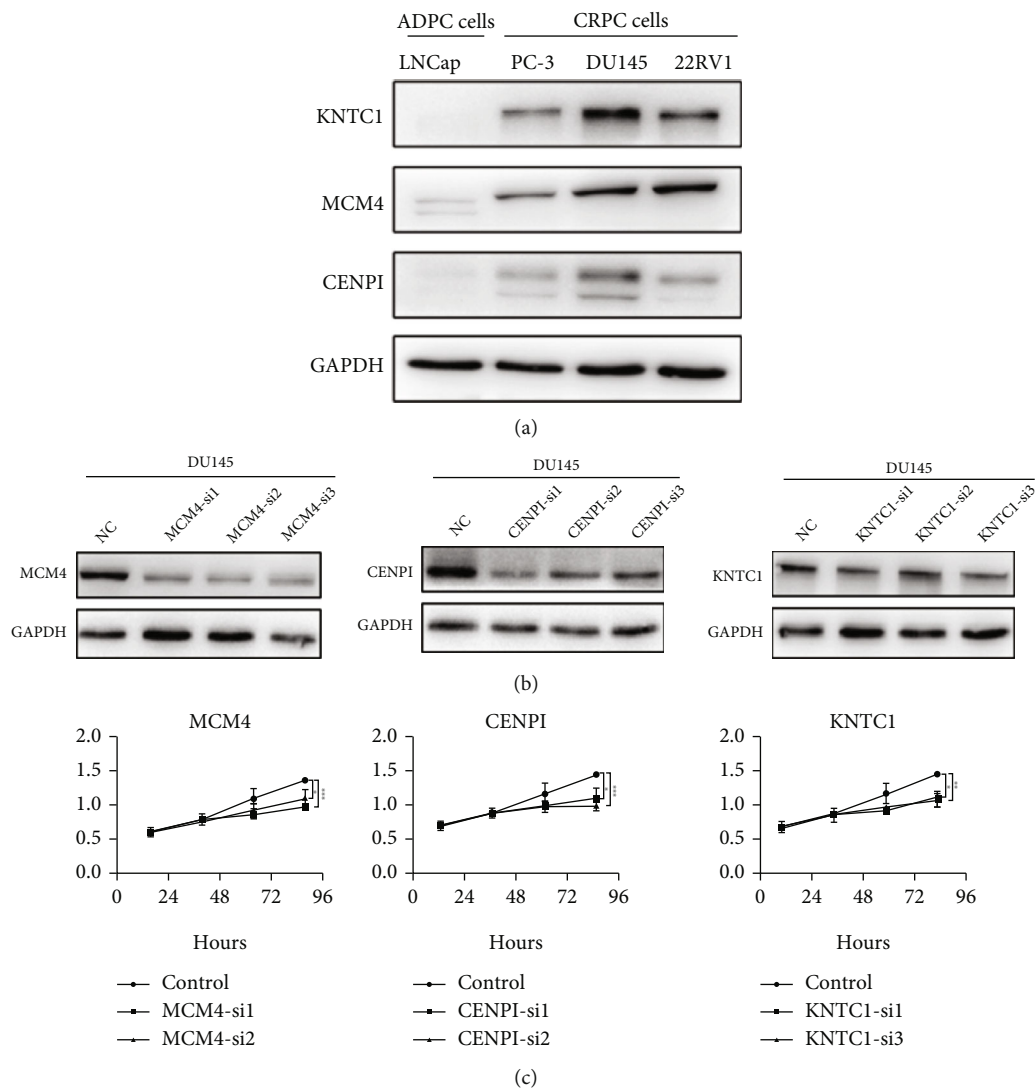 ADPC cells CRPC cells
LNCap PC-3 DU145 22RV1
KNTC1
MCM4
CENPI
GAPDH
(a)
DU145 DU145 DU145
NC MCM4-si1 MCM4-si2 MCM4-si3 NC CENPI-si1 CENPI-si2 CENPI-si3 NC KNTC1-si1 KNTC1-si2 KNTC1-si3
MCM4 CENPI KNTC1
GAPDH GAPDH GAPDH
(b)
MCM4 CENPI KNTC1
2.0 2.0 2.0
1.5 1.5 1.5
* *** * *** * **
1.0 1.0 1.0
0.5 0.5 0.5
0.0 0.0 0.0
0 24 48 72 96 0 24 48 72 96 0 24 48 72 96
Hours Hours Hours
Control Control Control
MCM4-si1 CENPI-si1 KNTC1-si1
MCM4-si2 CENPI-si2 KNTC1-si3
(c)